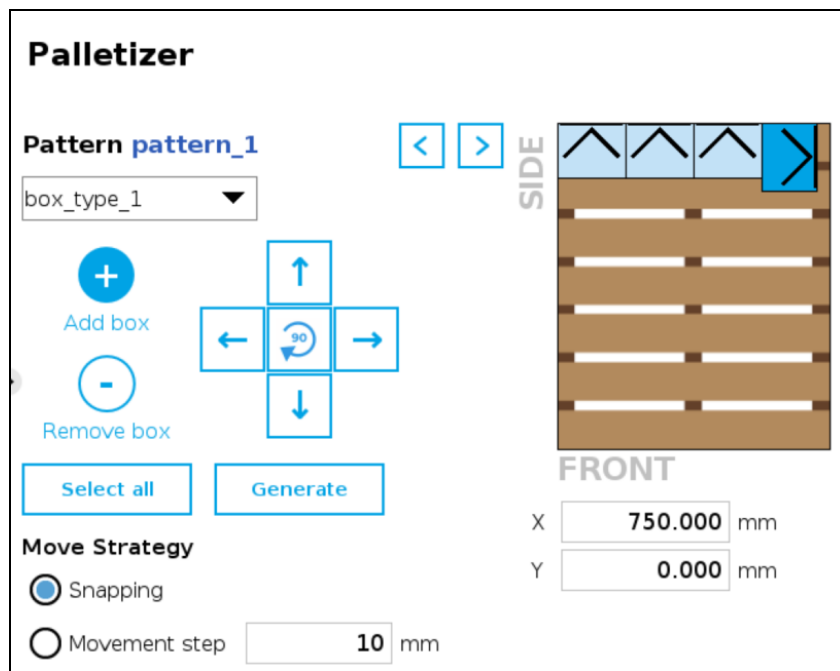 Palletizer
Pattern pattern_1
<
>
box_type_1
SIDE
+
Add box
↑
←
90
→
-
Remove box
↓
Select all
Generate
FRONT
X 750.000 mm
Y 0.000 mm
Move Strategy
Snapping
Movement step 10 mm